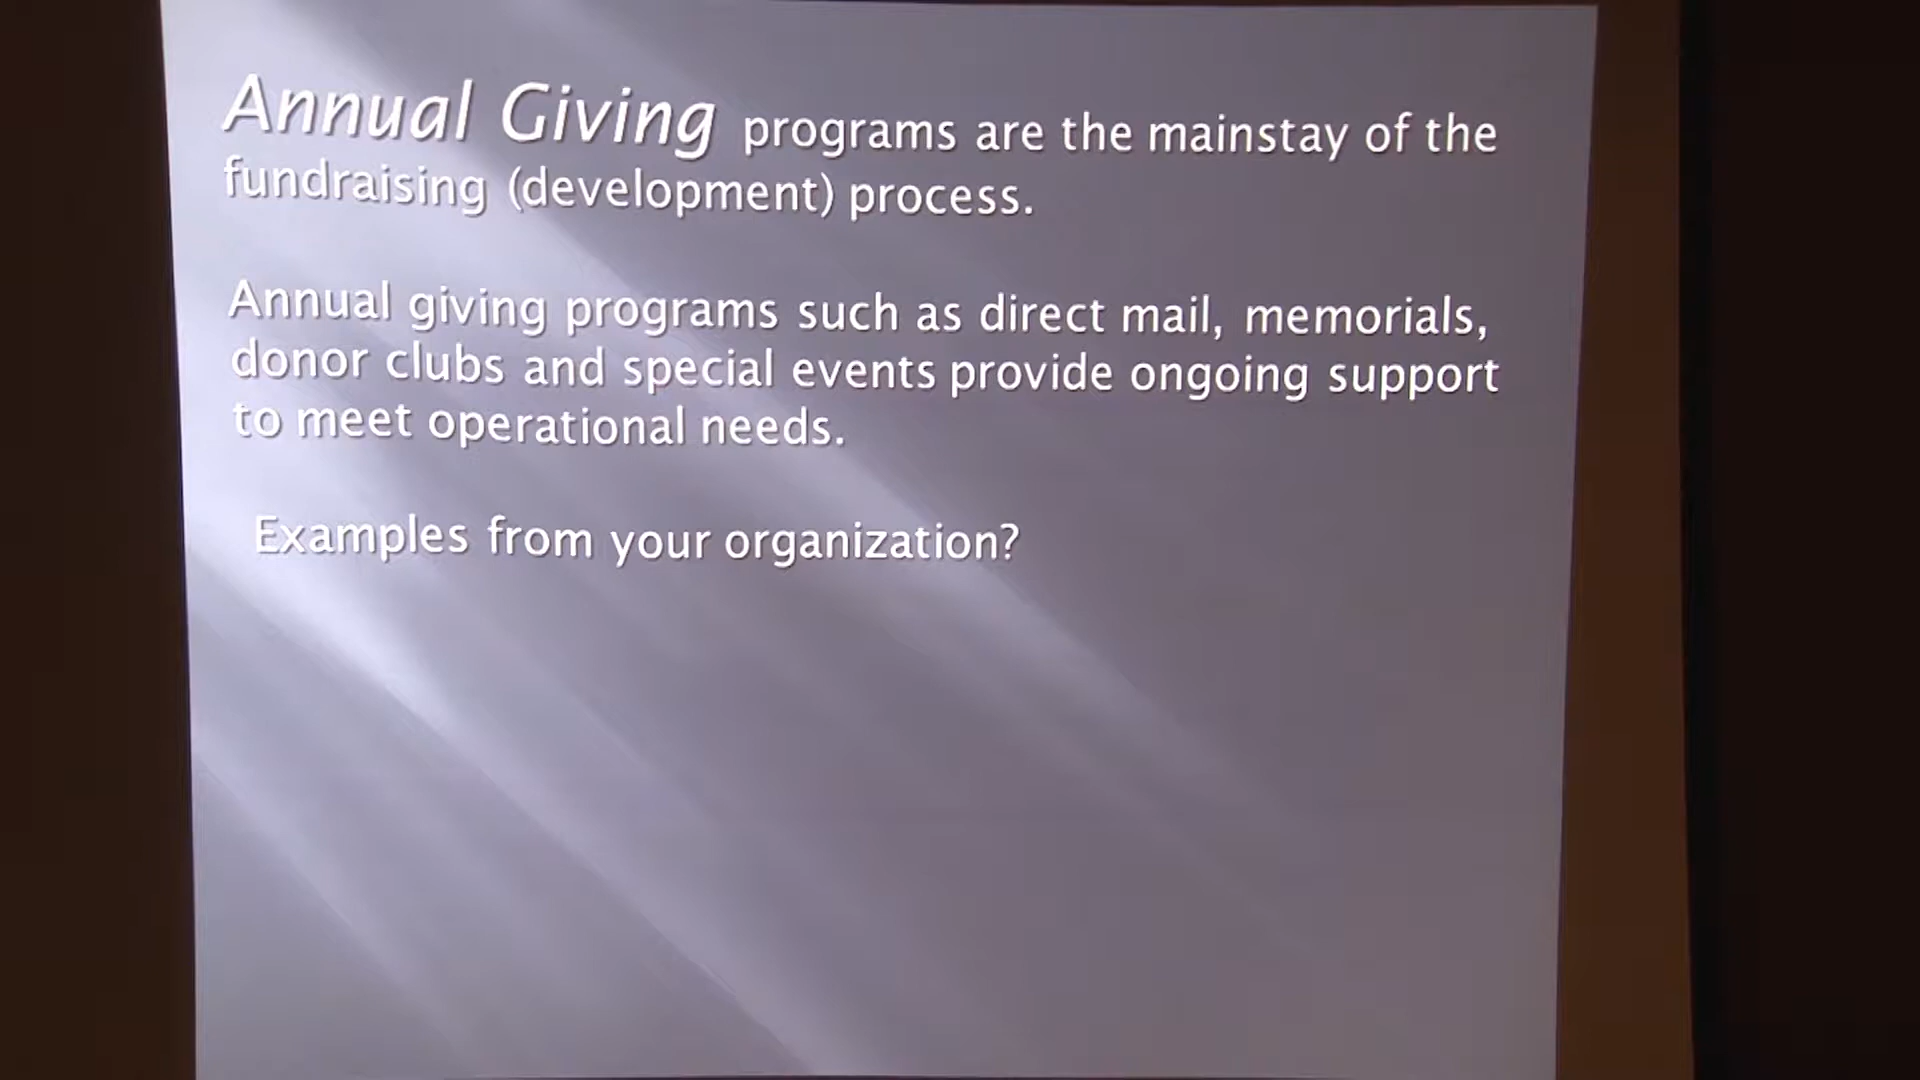 Annual Giving programs are the mainstay of the
fundraising (development) process.
Annual giving programs such as direct mail, memorials,
donor clubs and special events provide ongoing support
to meet operational needs.
Examples from your organization?